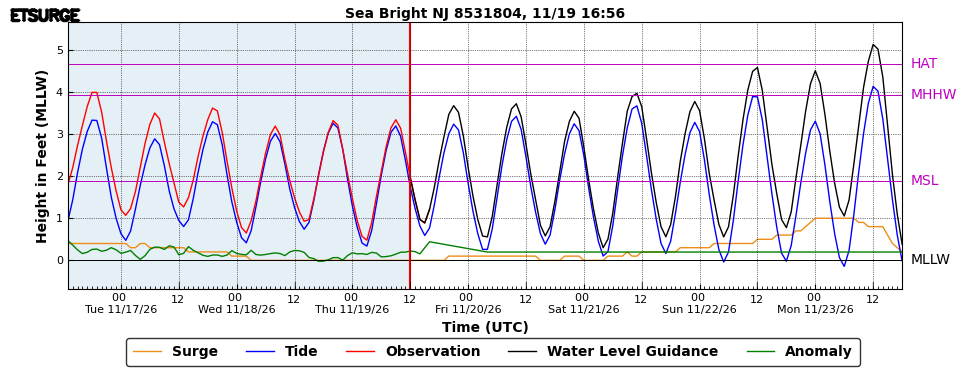 ETSURGE
Sea Bright NJ 8531804, 11/19 16:56
Height in Feet (MLLW)
5
4
3
2
1
0
HAT
MHHW
MSL
MLLW
00 12 00 12 00 12 00 12 00 12 00 12 00 12
Tue 11/17/26 Wed 11/18/26 Thu 11/19/26 Fri 11/20/26 Sat 11/21/26 Sun 11/22/26 Mon 11/23/26
Time (UTC)
Surge Tide Observation Water Level Guidance Anomaly